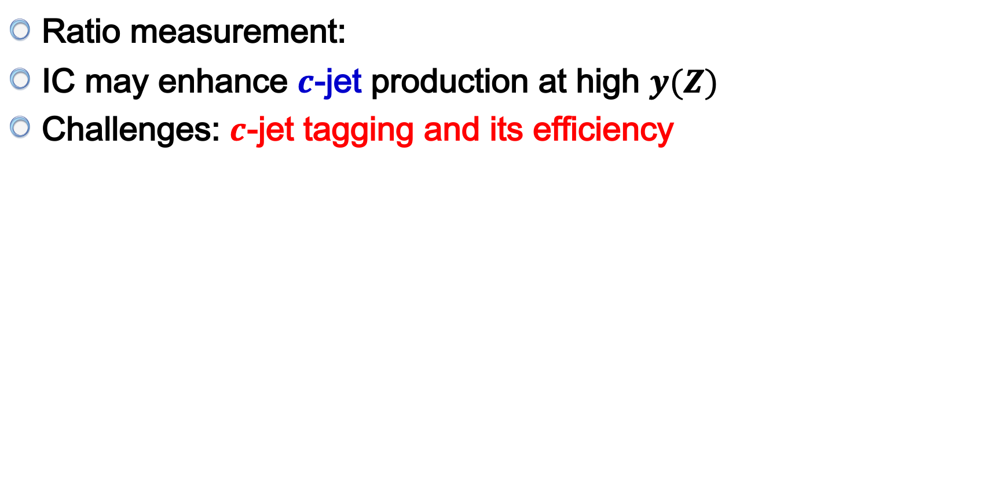 Ratio measurement:
IC may enhance c-jet production at high y(Z)
Challenges: c-jet tagging and its efficiency